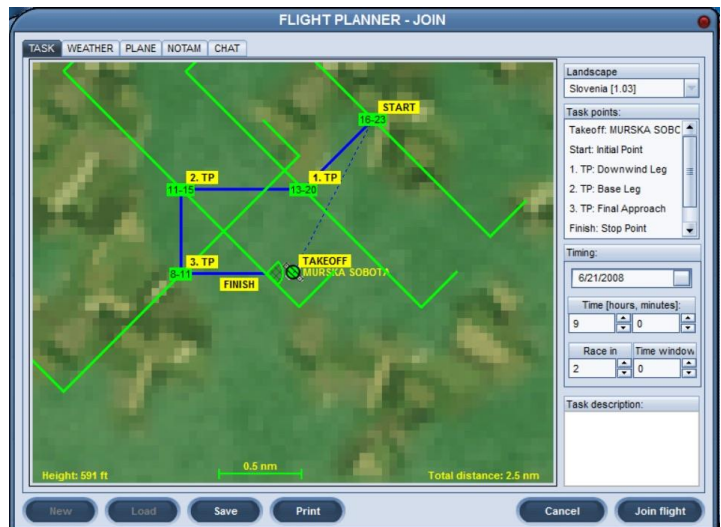 FLIGHT PLANNER - JOIN
TASK WEATHER PLANE NOTAM CHAT
START
16-23
2. TP
1. TP
11-15
13-20
3. TP
TAKEOFF
8-11
MURSKA SOBOTA
FINISH
Height: 591 ft
0.5 nm
Total distance: 2.5 nm
Landscape
Slovenia [1.03]
Task points:
Takeoff: MURSKA SOBC
Start: Initial Point
1. TP: Downwind Leg
2. TP: Base Leg
3. TP: Final Approach
Finish: Stop Point
Timing:
6/21/2008
Time [hours, minutes]:
9 0
Race in Time window
2 0
Task description:
New Load Save Print Cancel Join flight